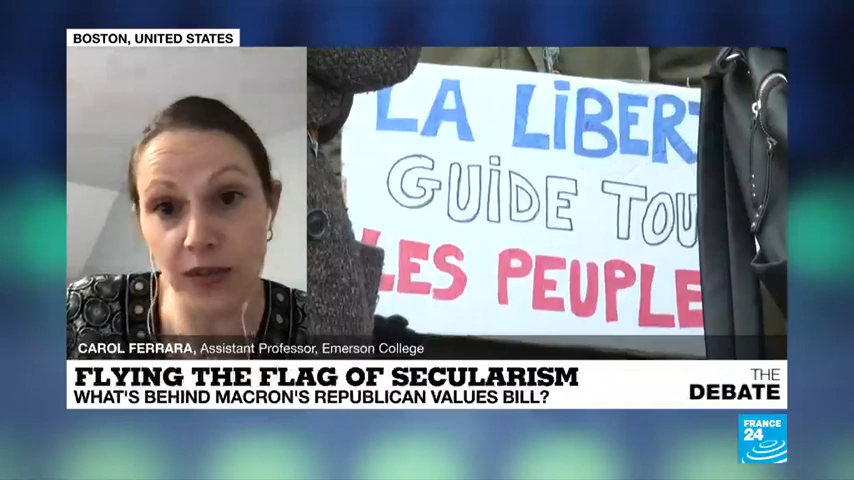 BOSTON, UNITED STATES
LA LIBERT
GUiDE TOU
LES PEUPLE
CAROL FERRARA, Assistant Professor, Emerson College
FLYING THE FLAG OF SECULARISM
WHAT'S BEHIND MACRON'S REPUBLICAN VALUES BILL?
THE
DEBATE
FRANCE
24